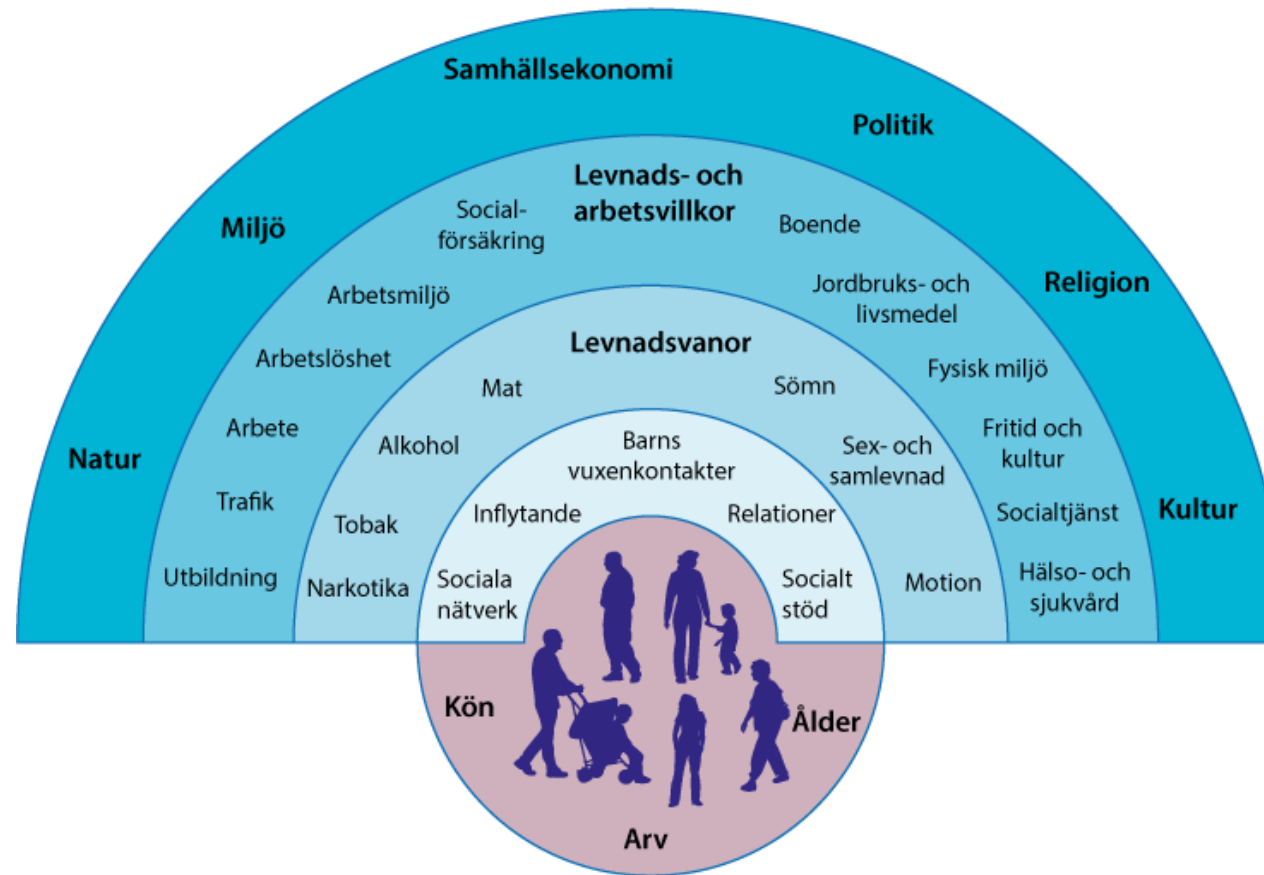 Samhällsekonomi
Politik
Miljö
Religion
Natur
Kultur
Levnads- och
arbetsvillkor
Social-
försäkring
Boende
Arbetsmiljö
Jordbruks- och
livsmedel
Arbetslöshet
Fysisk miljö
Arbete
Fritid och
kultur
Trafik
Socialtjänst
Utbildning
Hälso- och
sjukvård
Levnadsvanor
Mat
Sömn
Alkohol
Sex- och
samlevnad
Tobak
Narkotika
Motion
Barns
vuxenkontakter
Inflytande
Relationer
Sociala
nätverk
Socialt
stöd
Kön
Ålder
Arv